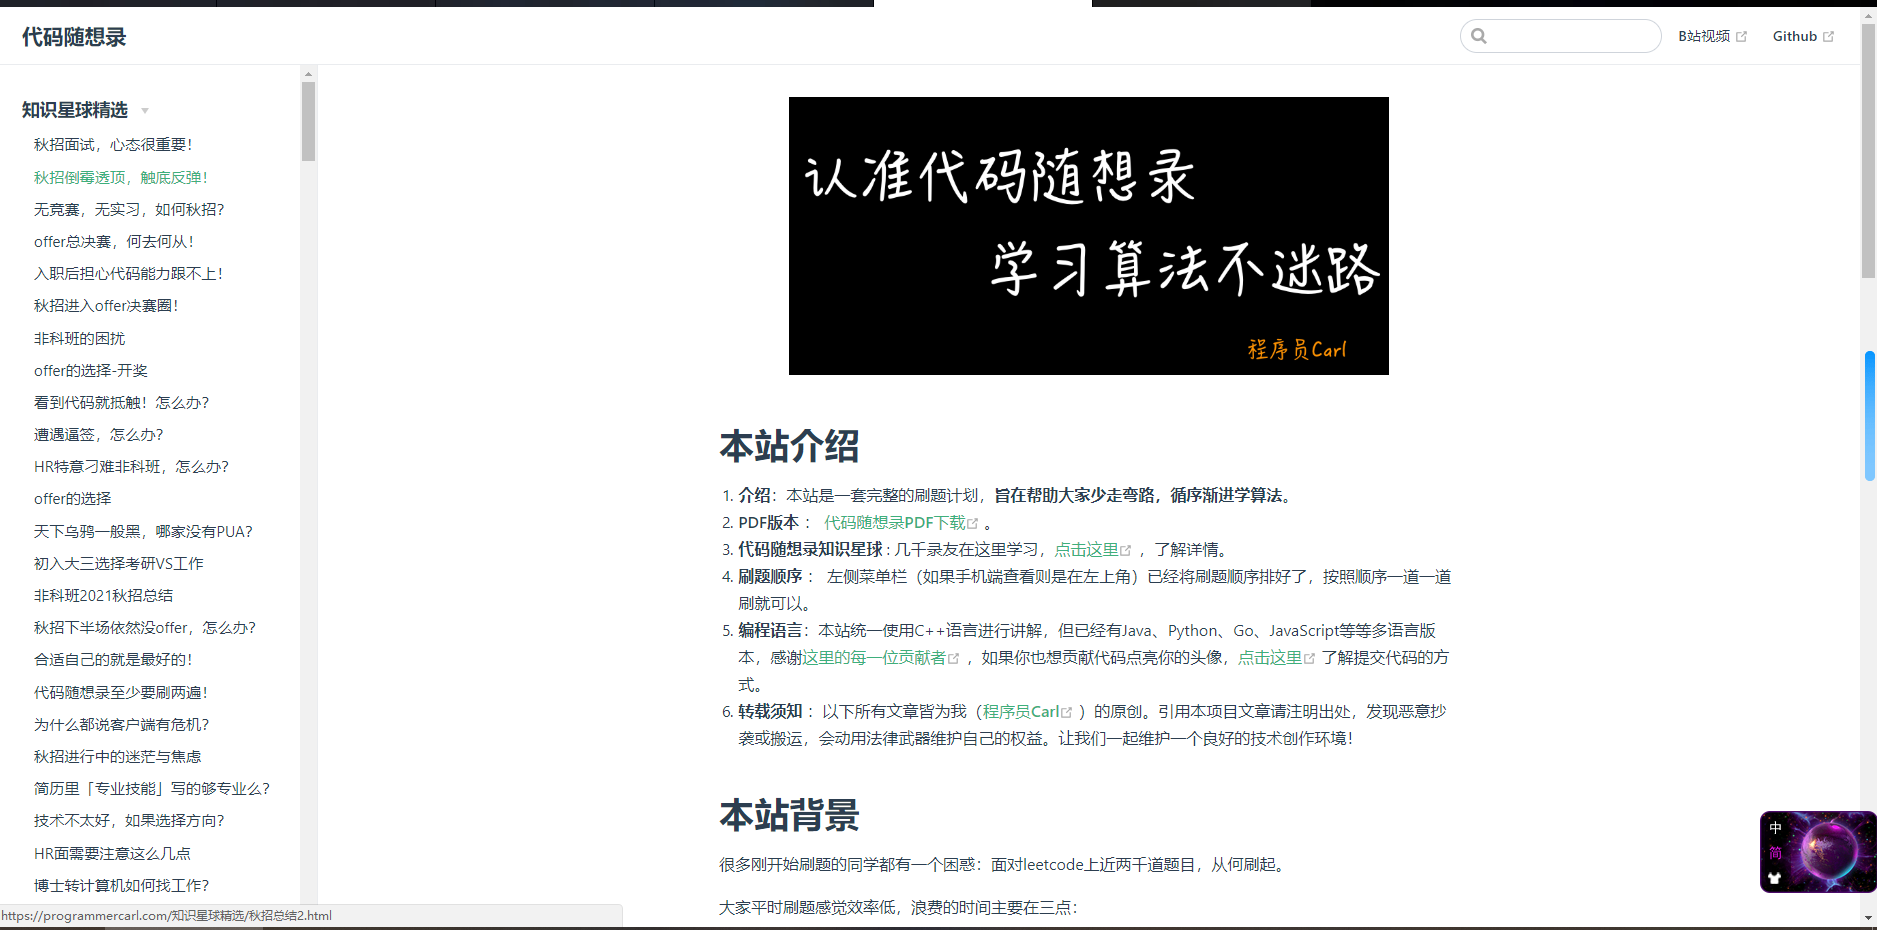 代码随想录
B站视频
Github
知识星球精选
秋招面试，心态很重要！
秋招倒霉透顶，触底反弹！
无竞赛，无实习，如何秋招？
offer总决赛，何去何从！
入职后担心代码能力跟不上！
秋招进入offer决赛圈！
非科班的困扰
offer的选择-开奖
看到代码就抵触！怎么办？
遭遇逼签，怎么办？
HR特意刁难非科班，怎么办？
offer的选择
天下乌鸦一般黑，哪家没有PUA？
初入大三选择考研VS工作
非科班2021秋招总结
秋招下半场依然没offer，怎么办？
合适自己的就是最好的！
代码随想录至少要刷两遍！
为什么都说客户端有危机？
秋招进行中的迷茫与焦虑
简历里「专业技能」写的够专业么？
技术不太好，如果选择方向？
HR面需要注意这么几点
博士转计算机如何找工作？
https://programmercarl.com/知识星球精选/秋招总结2.html
认准代码随想录
学习算法不迷路
程序员Carl
本站介绍
1. 介绍：本站是一套完整的刷题计划，旨在帮助大家少走弯路，循序渐进学算法。
2. PDF版本： 代码随想录PDF下载 。
3. 代码随想录知识星球：几千录友在这里学习，点击这里 ，了解详情。
4. 刷题顺序： 左侧菜单栏（如果手机端查看则是在左上角）已经将刷题顺序排好了，按照顺序一道一道
刷就可以。
5. 编程语言：本站统一使用C++语言进行讲解，但已经有Java、Python、Go、JavaScript等等多语言版
本，感谢这里的每一位贡献者 ，如果你也想贡献代码点亮你的头像，点击这里 了解提交代码的方
式。
6. 转载须知：以下所有文章皆为我（程序员Carl ）的原创。引用本项目文章请注明出处，发现恶意抄
袭或搬运，会动用法律武器维护自己的权益。让我们一起维护一个良好的技术创作环境！
本站背景
很多刚开始刷题的同学都有一个困惑：面对leetcode上近两千道题目，从何刷起。
大家平时刷题感觉效率低，浪费的时间主要在三点：
中
简